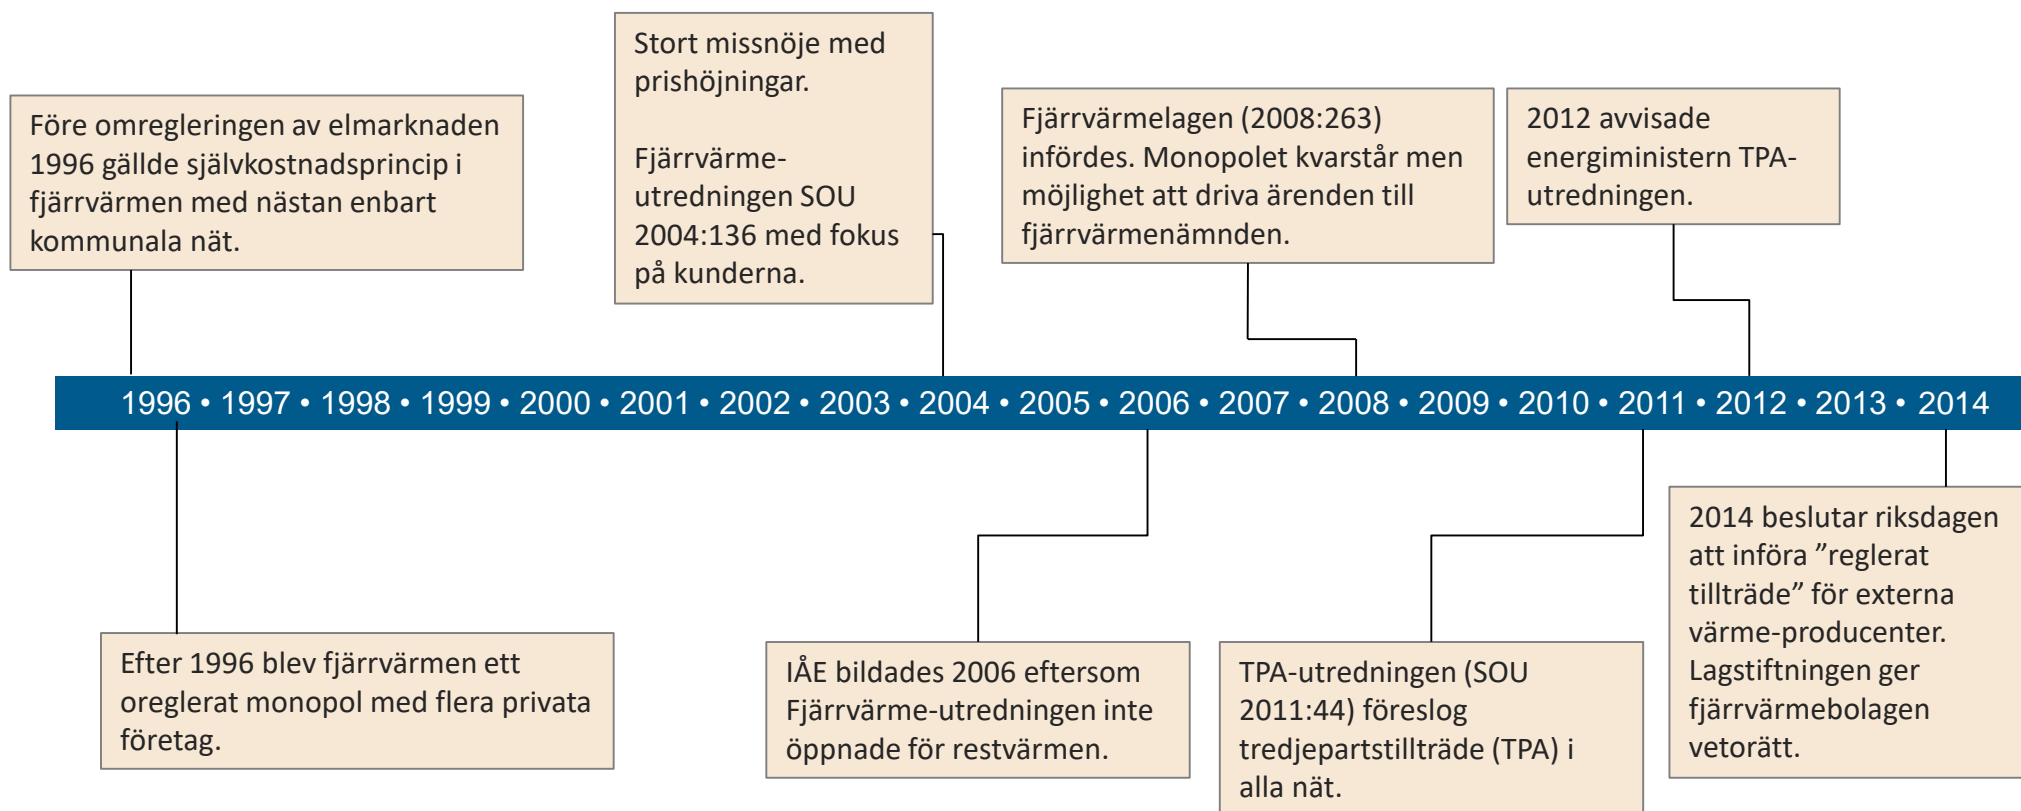 Före omregleringen av elmarknaden
1996 gällde självkostnadsprincip i
fjärrvärmen med nästan enbart
kommunala nät.
Stort missnöje med
prishöjningar.
Fjärrvärme-
utredningen SOU
2004:136 med fokus
på kunderna.
Fjärrvärmelagen (2008:263)
infördes. Monopolet kvarstår men
möjlighet att driva ärenden till
fjärrvärmenämnden.
2012 avvisade
energiministern TPA-
utredningen.
1996 • 1997 • 1998 • 1999 • 2000 • 2001 • 2002 • 2003 • 2004 • 2005 • 2006 • 2007 • 2008 • 2009 • 2010 • 2011 • 2012 • 2013 • 2014
Efter 1996 blev fjärrvärmen ett
oreglerat monopol med flera privata
företag.
IÅE bildades 2006 eftersom
Fjärrvärme-utredningen inte
öppnade för restvärmen.
TPA-utredningen (SOU
2011:44) föreslog
tredjepartstillträde (TPA) i
alla nät.
2014 beslutar riksdagen
att införa ”reglerat
tillträde” för externa
värme-producenter.
Lagstiftningen ger
fjärrvärmebolagen
vetorätt.